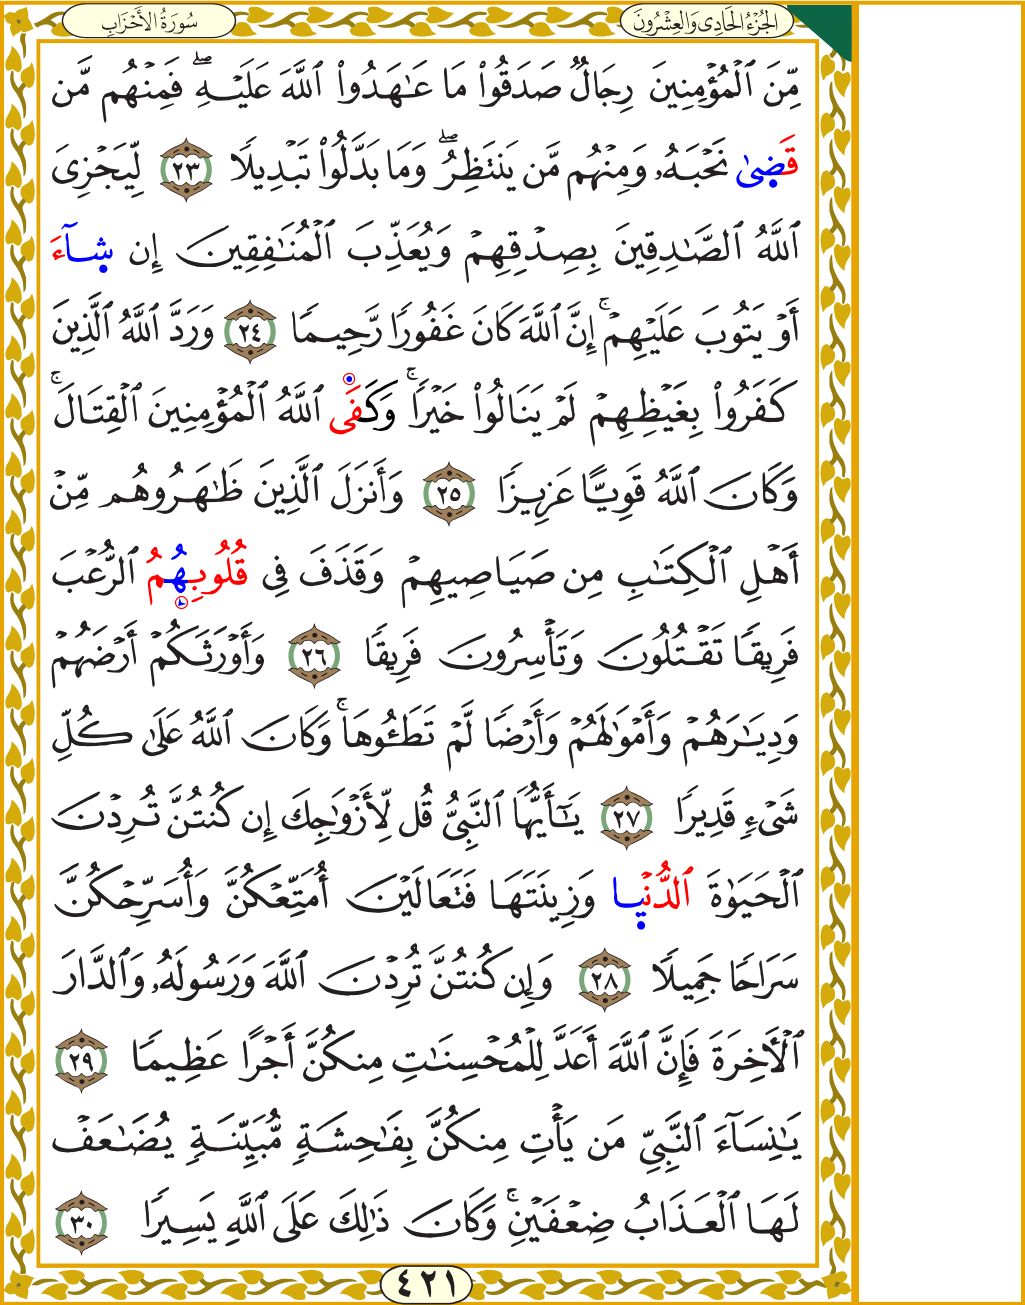 الجُزْءُ الحَادِى وَالعِشْرُونَ
سُورَةُ الأَحْزَابِ
مِّنَ ٱلْمُؤْمِنِينَ رِجَالٌ صَدَقُوا۟ مَا عَـٰهَدُوا۟ ٱللَّهَ عَلَيْهِ ۖ فَمِنْهُم مَّن
قَضَىٰ نَحْبَهُۥ وَمِنْهُم مَّن يَنتَظِرُ ۖ وَمَا بَدَّلُوا۟ تَبْدِيلًا ٢٣ لِّيَجْزِىَ
ٱللَّهُ ٱلصَّـٰدِقِينَ بِصِدْقِهِمْ وَيُعَذِّبَ ٱلْمُنَـٰفِقِينَ إِن شَآءَ
أَوْ يَتُوبَ عَلَيْهِمْ ۚ إِنَّ ٱللَّهَ كَانَ غَفُورًا رَّحِيمًا ٢٤ وَرَدَّ ٱللَّهُ ٱلَّذِينَ
كَفَرُوا۟ بِغَيْظِهِمْ لَمْ يَنَالُوا۟ خَيْرًا ۚ وَكَفَى ٱللَّهُ ٱلْمُؤْمِنِينَ ٱلْقِتَالَ ۚ
وَكَانَ ٱللَّهُ قَوِيًّا عَزِيزًا ٢٥ وَأَنزَلَ ٱلَّذِينَ ظَـٰهَرُوهُم مِّنْ
أَهْلِ ٱلْكِتَـٰبِ مِن صَيَاصِيهِمْ وَقَذَفَ فِى قُلُوبِهُمُ ٱلرُّعْبَ
فَرِيقًا تَقْتُلُونَ وَتَأْسِرُونَ فَرِيقًا ٢٦ وَأَوْرَثَكُمْ أَرْضَهُمْ
وَدِيَـٰرَهُمْ وَأَمْوَٰلَهُمْ وَأَرْضًا لَّمْ تَطَـُٔوهَا ۚ وَكَانَ ٱللَّهُ عَلَىٰ كُلِّ
شَىْءٍ قَدِيرًا ٢٧ يَـٰٓأَيُّهَا ٱلنَّبِىُّ قُل لِّأَزْوَٰجِكَ إِن كُنتُنَّ تُرِدْنَ
ٱلْحَيَوٰةَ ٱلدُّنْيَا وَزِينَتَهَا فَتَعَالَيْنَ أُمَتِّعْكُنَّ وَأُسَرِّحْكُنَّ
سَرَاحًا جَمِيلًا ٢٨ وَإِن كُنتُنَّ تُرِدْنَ ٱللَّهَ وَرَسُولَهُۥ وَٱلدَّارَ
ٱلْـَٔاخِرَةَ فَإِنَّ ٱللَّهَ أَعَدَّ لِلْمُحْسِنَـٰتِ مِنكُنَّ أَجْرًا عَظِيمًا ٢٩
يَـٰنِسَآءَ ٱلنَّبِىِّ مَن يَأْتِ مِنكُنَّ بِفَـٰحِشَةٍ مُّبَيِّنَةٍ يُضَـٰعَفْ
لَهَا ٱلْعَذَابُ ضِعْفَيْنِ ۚ وَكَانَ ذَٰلِكَ عَلَى ٱللَّهِ يَسِيرًا ٣٠
٤٢١